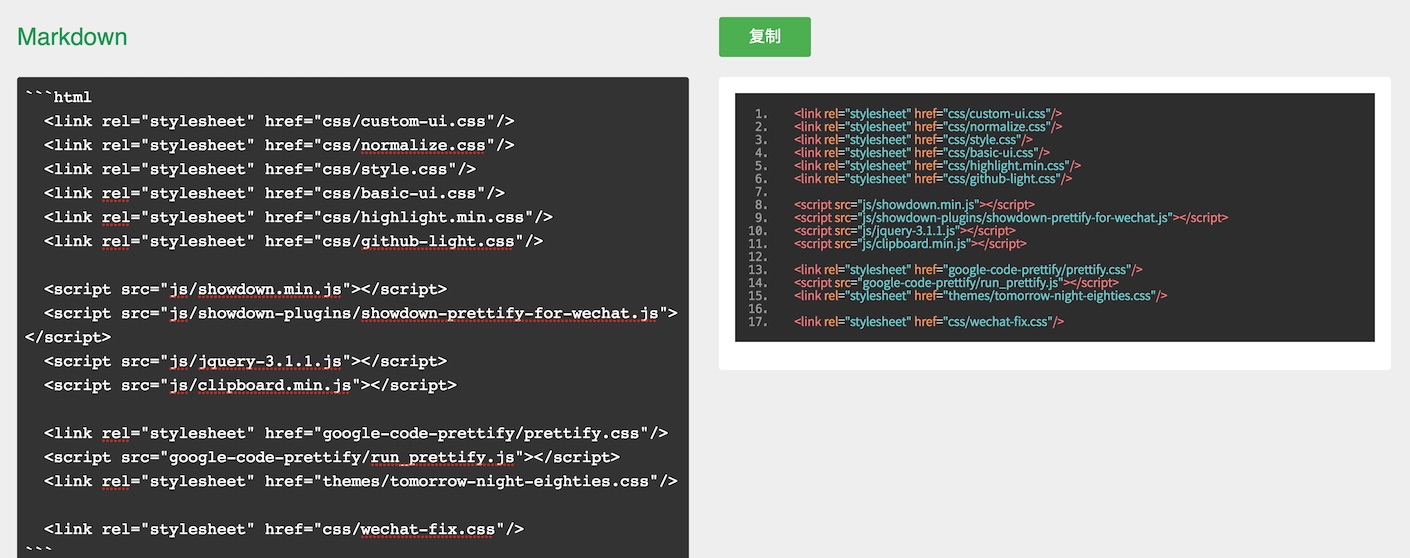 Markdown
```html
<link rel="stylesheet" href="css/custom-ui.css"/>
<link rel="stylesheet" href="css/normalize.css"/>
<link rel="stylesheet" href="css/style.css"/>
<link rel="stylesheet" href="css/basic-ui.css"/>
<link rel="stylesheet" href="css/highlight.min.css"/>
<link rel="stylesheet" href="css/github-light.css"/>
<script src="js/showdown.min.js"></script>
<script src="js/showdown-plugins/showdown-prettify-for-wechat.js">
</script>
<script src="js/jquery-3.1.1.js"></script>
<script src="js/clipboard.min.js"></script>
<link rel="stylesheet" href="google-code-prettify/prettify.css"/>
<script src="google-code-prettify/run_prettify.js"></script>
<link rel="stylesheet" href="themes/tomorrow-night-eighties.css"/>
<link rel="stylesheet" href="css/wechat-fix.css"/>
```
复制
1. <link rel="stylesheet" href="css/custom-ui.css"/>
2. <link rel="stylesheet" href="css/normalize.css"/>
3. <link rel="stylesheet" href="css/style.css"/>
4. <link rel="stylesheet" href="css/basic-ui.css"/>
5. <link rel="stylesheet" href="css/highlight.min.css"/>
6. <link rel="stylesheet" href="css/github-light.css"/>
7.
8. <script src="js/showdown.min.js"></script>
9. <script src="js/showdown-plugins/showdown-prettify-for-wechat.js"></script>
10. <script src="js/jquery-3.1.1.js"></script>
11. <script src="js/clipboard.min.js"></script>
12.
13. <link rel="stylesheet" href="google-code-prettify/prettify.css"/>
14. <script src="google-code-prettify/run_prettify.js"></script>
15. <link rel="stylesheet" href="themes/tomorrow-night-eighties.css"/>
16.
17. <link rel="stylesheet" href="css/wechat-fix.css"/>